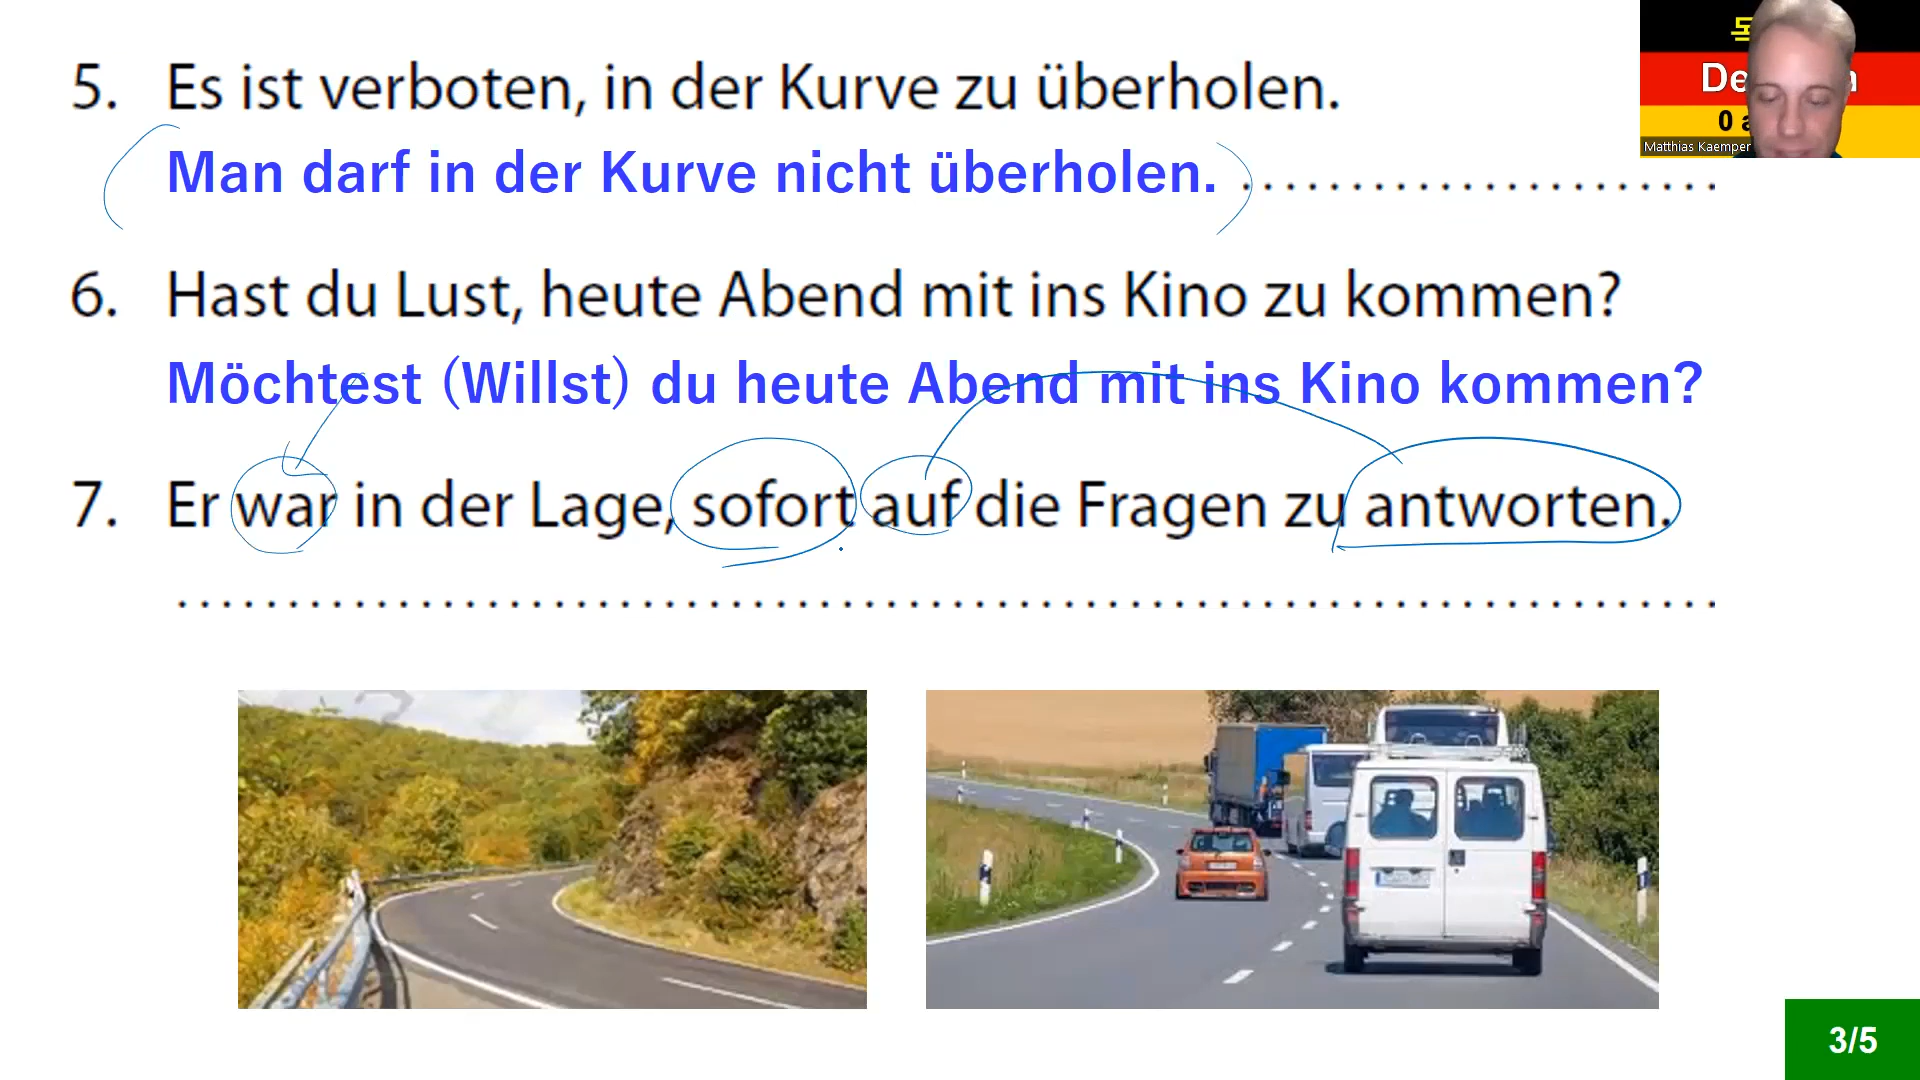 5. Es ist verboten, in der Kurve zu überholen.
Man darf in der Kurve nicht überholen.
6. Hast du Lust, heute Abend mit ins Kino zu kommen?
Möchtest (Willst) du heute Abend mit ins Kino kommen?
7. Er war in der Lage, sofort auf die Fragen zu antworten.
Matthias Kaemper
3/5